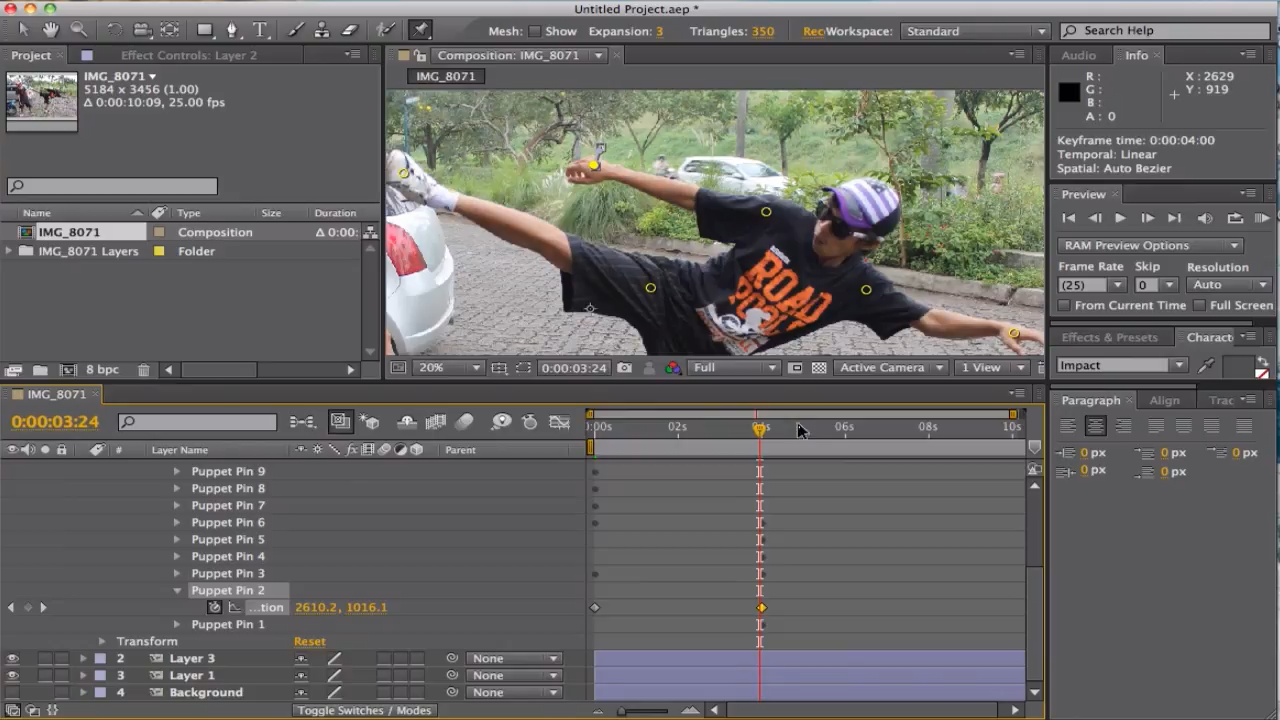 Untitled Project.aep *
Mesh: Show Expansion: 3 Triangles: 350 Rec Workspace: Standard Search Help
Project Effect Controls: Layer 2 Composition: IMG_8071 Audio Info
IMG_8071
5184 x 3456 (1.00)
Δ 0:00:10:09, 25.00 fps
IMG_8071
R : X : 2629
G : Y : 919
B :
A : 0
Keyframe time: 0:00:04:00
Temporal: Linear
Spatial: Auto Bezier
Preview
Name Type Size Duration
IMG_8071 Composition Δ 0:00:
IMG_8071 Layers Folder
RAM Preview Options
Frame Rate Skip Resolution
(25) 0 Auto
From Current Time Full Screen
ROAD
Effects & Presets Charact
Impact
8 bpc 20% 0:00:03:24 Full Active Camera 1 View
IMG_8071
0:00:03:24
02s 06s 08s 10s
Paragraph Align Trac
0 px 0 px 0 px
0 px 0 px
# Layer Name Parent
Puppet Pin 9
Puppet Pin 8
Puppet Pin 7
Puppet Pin 6
Puppet Pin 5
Puppet Pin 4
Puppet Pin 3
Puppet Pin 2
...tion 2610.2, 1016.1
Puppet Pin 1
Transform Reset
2 Layer 3 None
3 Layer 1 None
4 Background None
Toggle Switches / Modes